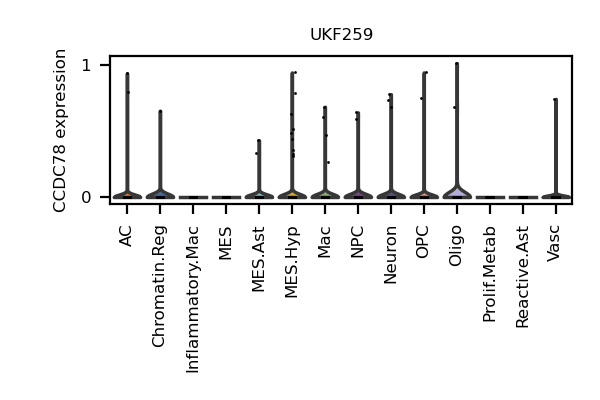 UKF259
CCDC78 expression
1
0
AC
Chromatin.Reg
Inflammatory.Mac
MES
MES.Ast
MES.Hyp
Mac
NPC
Neuron
OPC
Oligo
Prolif.Metab
Reactive.Ast
Vasc